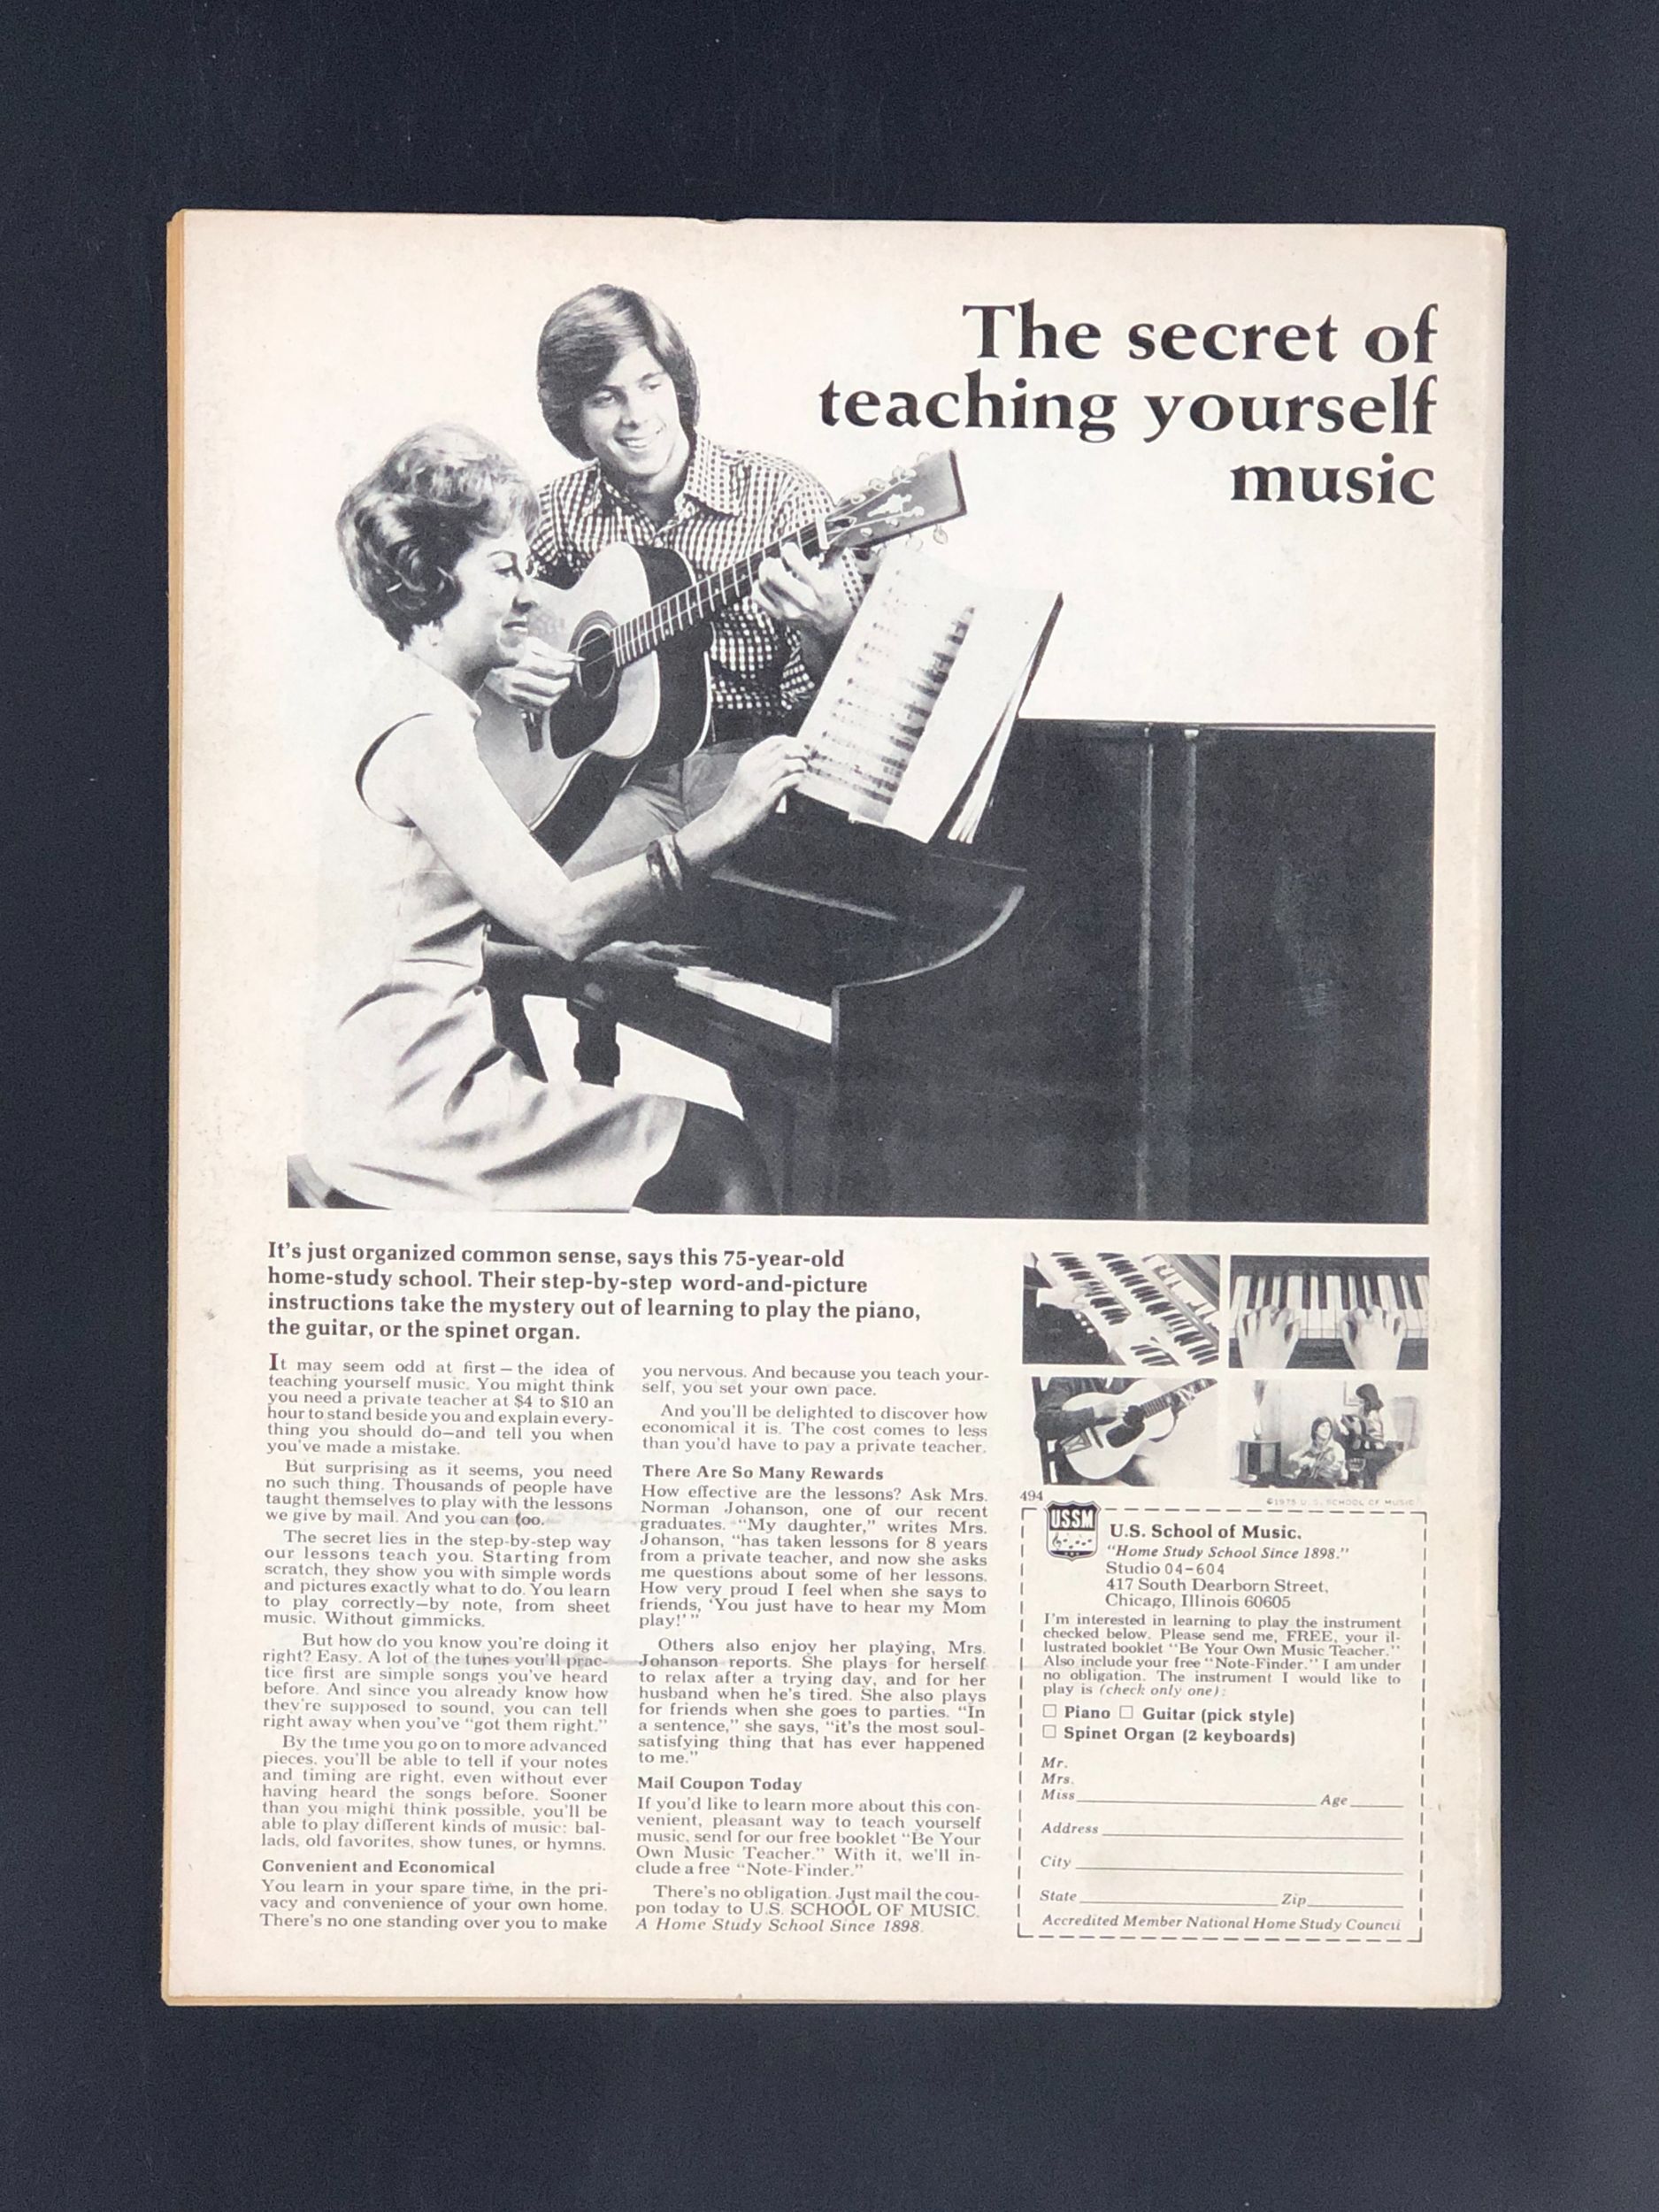 The secret of
teaching yourself
music
It's just organized common sense, says this 75-year-old
home-study school. Their step-by-step word-and-picture
instructions take the mystery out of learning to play the piano,
the guitar, or the spinet organ.
It may seem odd at first—the idea of
teaching yourself music. You might think
you need a private teacher at $4 to $10 an
hour to stand beside you and explain every-
thing you should do—and tell you when
you've made a mistake.
But surprising as it seems, you need
no such thing. Thousands of people have
taught themselves to play with the lessons
we give by mail. And you can too.
The secret lies in the step-by-step way
our lessons teach you. Starting from
scratch, they show you with simple words
and pictures exactly what to do. You learn
to play correctly—by note, from sheet
music. Without gimmicks.
But how do you know you're doing it
right? Easy. A lot of the tunes you'll prac-
tice first are simple songs you've heard
before. And since you already know how
they're supposed to sound, you can tell
right away when you've "got them right."
By the time you go on to more advanced
pieces, you'll be able to tell if your notes
and timing are right, even without ever
having heard the songs before. Sooner
than you might think possible, you'll be
able to play different kinds of music: bal-
lads, old favorites, show tunes, or hymns.
Convenient and Economical
You learn in your spare time, in the pri-
vacy and convenience of your own home.
There's no one standing over you to make
you nervous. And because you teach your-
self, you set your own pace.
And you'll be delighted to discover how
economical it is. The cost comes to less
than you'd have to pay a private teacher.
There Are So Many Rewards
How effective are the lessons? Ask Mrs.
Norman Johanson, one of our recent
graduates. "My daughter," writes Mrs.
Johanson, "has taken lessons for 8 years
from a private teacher, and now she asks
me questions about some of her lessons.
How very proud I feel when she says to
friends, 'You just have to hear my Mom
play!'"
Others also enjoy her playing, Mrs.
Johanson reports. She plays for herself
to relax after a trying day, and for her
husband when he's tired. She also plays
for friends when she goes to parties. "In
a sentence," she says, "it's the most soul-
satisfying thing that has ever happened
to me."
Mail Coupon Today
If you'd like to learn more about this con-
venient, pleasant way to teach yourself
music, send for our free booklet "Be Your
Own Music Teacher." With it, we'll in-
clude a free "Note-Finder."
There's no obligation. Just mail the cou-
pon today to U.S. SCHOOL OF MUSIC.
A Home Study School Since 1898.
494
©1975 U.S. SCHOOL OF MUSIC
USSM
U.S. School of Music.
"Home Study School Since 1898."
Studio 04-604
417 South Dearborn Street,
Chicago, Illinois 60605
I'm interested in learning to play the instrument
checked below. Please send me, FREE, your il-
lustrated booklet "Be Your Own Music Teacher."
Also include your free "Note-Finder." I am under
no obligation. The instrument I would like to
play is (check only one):
☐ Piano ☐ Guitar (pick style)
☐ Spinet Organ (2 keyboards)
Mr.
Mrs.
Miss Age
Address
City
State Zip
Accredited Member National Home Study Council